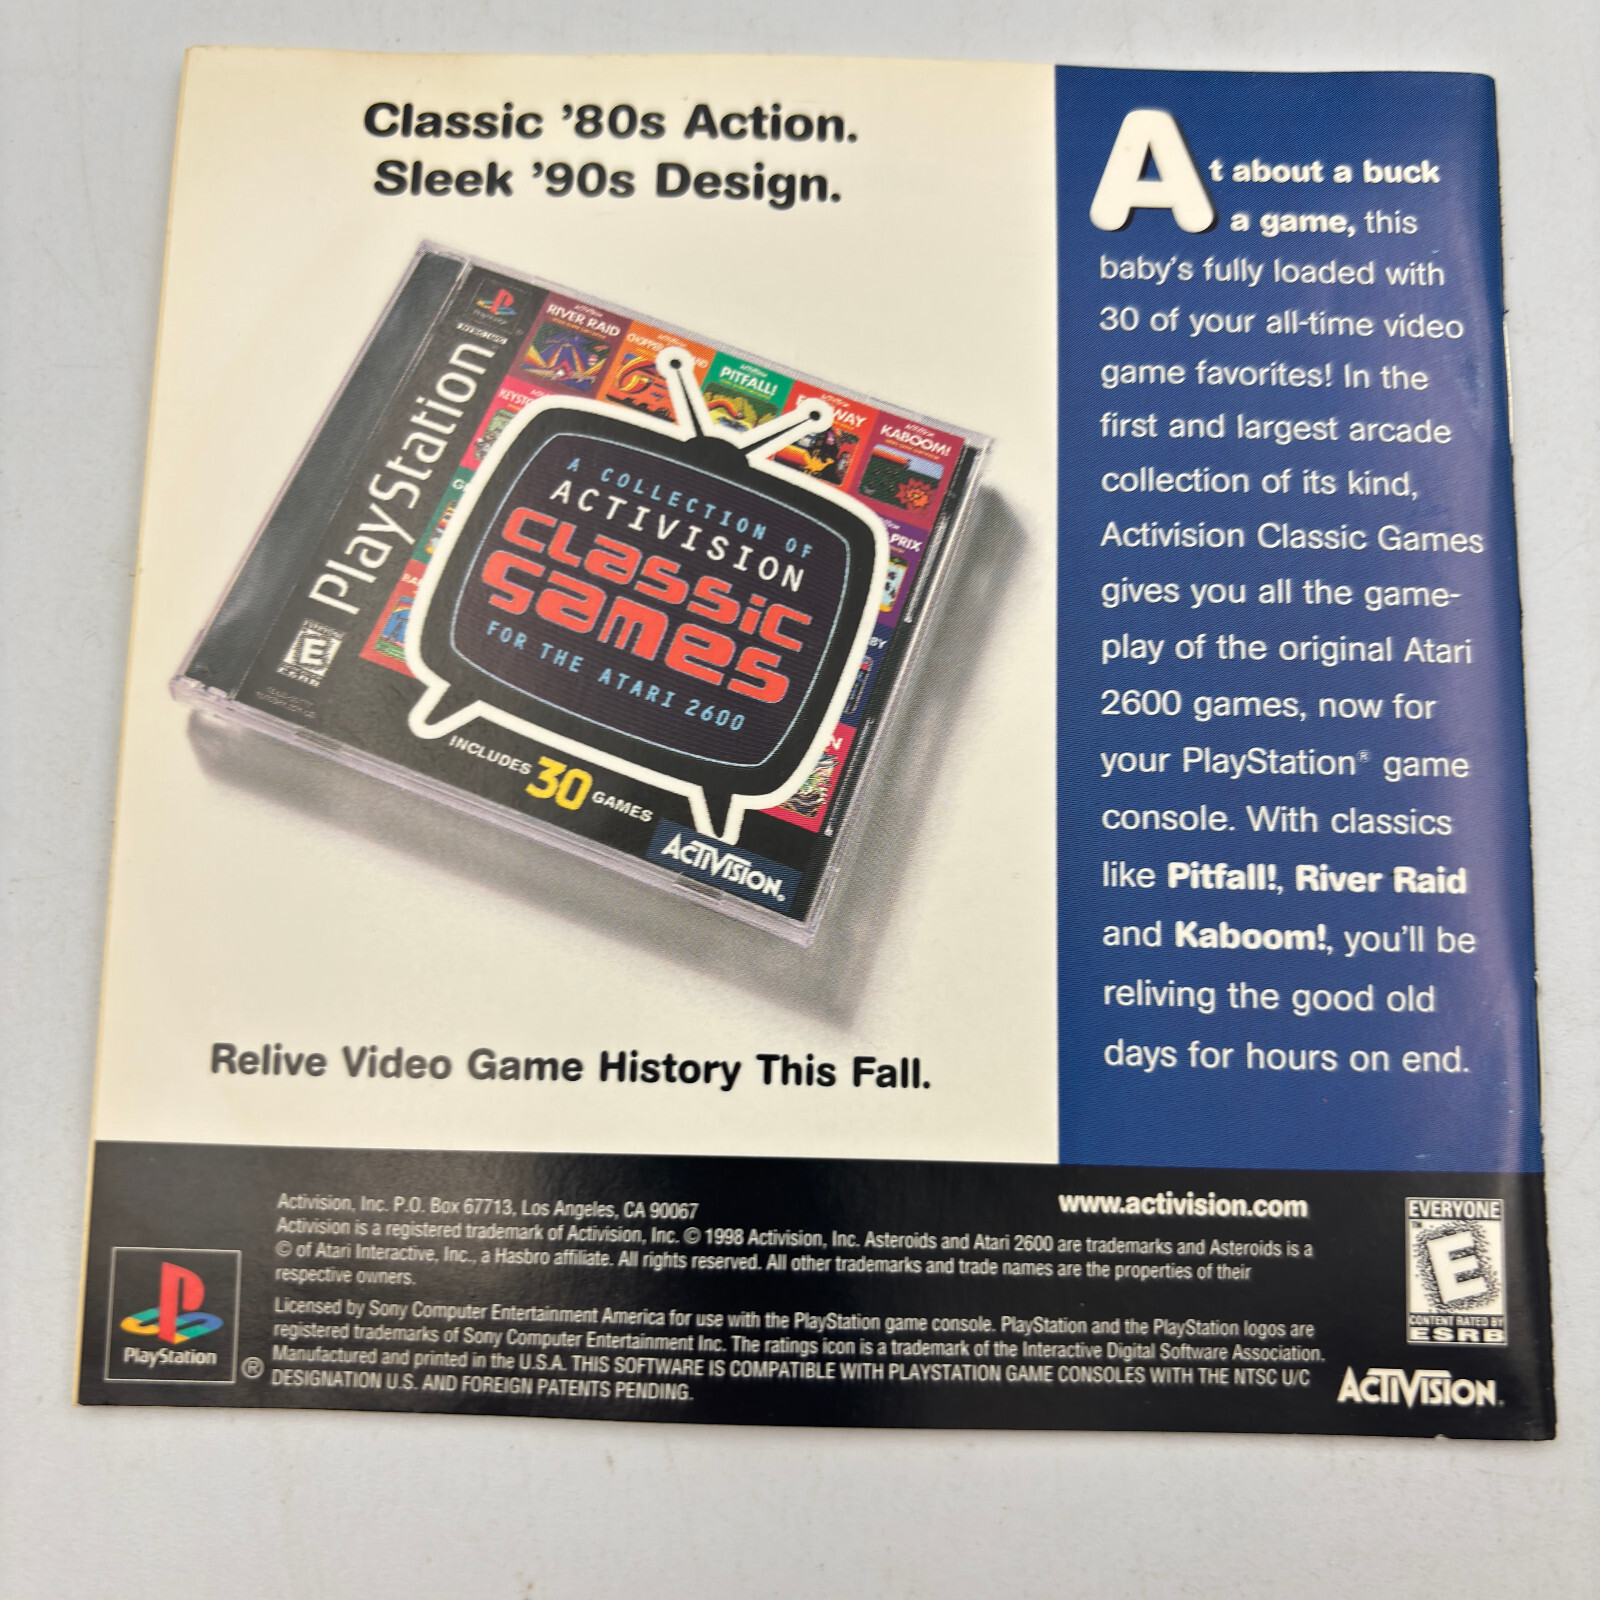 Classic '80s Action.
Sleek '90s Design.
PlayStation
PlayStation
RIVER RAID
PITFALL!
KABOOM!
PRIX
A COLLECTION OF
ACTIVISION
CLASSIC
GAMES
FOR THE ATARI 2600
INCLUDES 30 GAMES
ACTIVISION.
E
ESRB
Relive Video Game History This Fall.
At about a buck
a game, this
baby's fully loaded with
30 of your all-time video
game favorites! In the
first and largest arcade
collection of its kind,
Activision Classic Games
gives you all the game-
play of the original Atari
2600 games, now for
your PlayStation® game
console. With classics
like Pitfall!, River Raid
and Kaboom!, you'll be
reliving the good old
days for hours on end.
Activision, Inc. P.O. Box 67713, Los Angeles, CA 90067
www.activision.com
Activision is a registered trademark of Activision, Inc. © 1998 Activision, Inc. Asteroids and Atari 2600 are trademarks and Asteroids is a
© of Atari Interactive, Inc., a Hasbro affiliate. All rights reserved. All other trademarks and trade names are the properties of their
respective owners.
Licensed by Sony Computer Entertainment America for use with the PlayStation game console. PlayStation and the PlayStation logos are
registered trademarks of Sony Computer Entertainment Inc. The ratings icon is a trademark of the Interactive Digital Software Association.
Manufactured and printed in the U.S.A. THIS SOFTWARE IS COMPATIBLE WITH PLAYSTATION GAME CONSOLES WITH THE NTSC U/C
DESIGNATION U.S. AND FOREIGN PATENTS PENDING.
PlayStation
®
EVERYONE
TM
E
CONTENT RATED BY
ESRB
ACTIVISION.